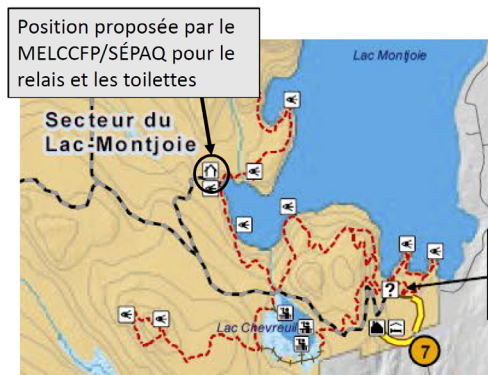 Position proposée par le
MELCCFP/SÉPAQ pour le
relais et les toilettes
Lac Montjoie
Secteur du
Lac-Montjoie
?
Lac Chevreuil
7